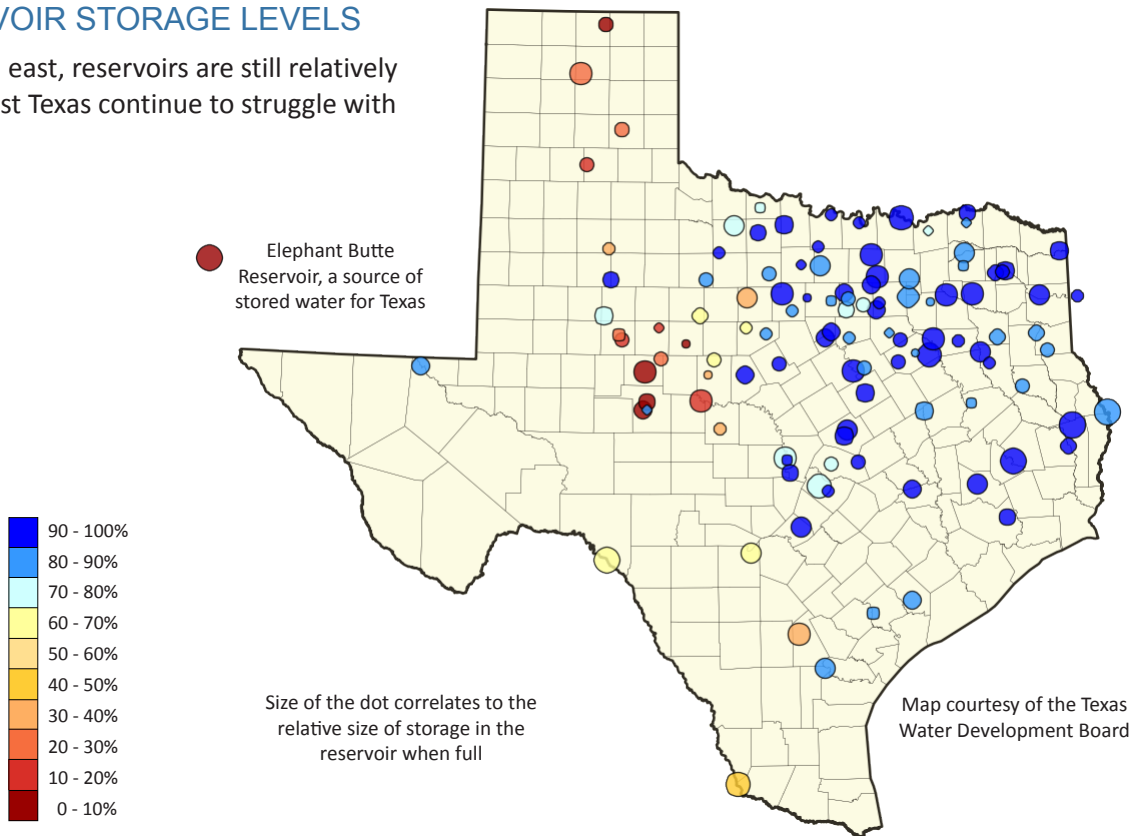 VOIR STORAGE LEVELS
east, reservoirs are still relatively
st Texas continue to struggle with
Elephant Butte
Reservoir, a source of
stored water for Texas
90 - 100%
80 - 90%
70 - 80%
60 - 70%
50 - 60%
40 - 50%
30 - 40%
20 - 30%
10 - 20%
0 - 10%
Size of the dot correlates to the
relative size of storage in the
reservoir when full
Map courtesy of the Texas
Water Development Board